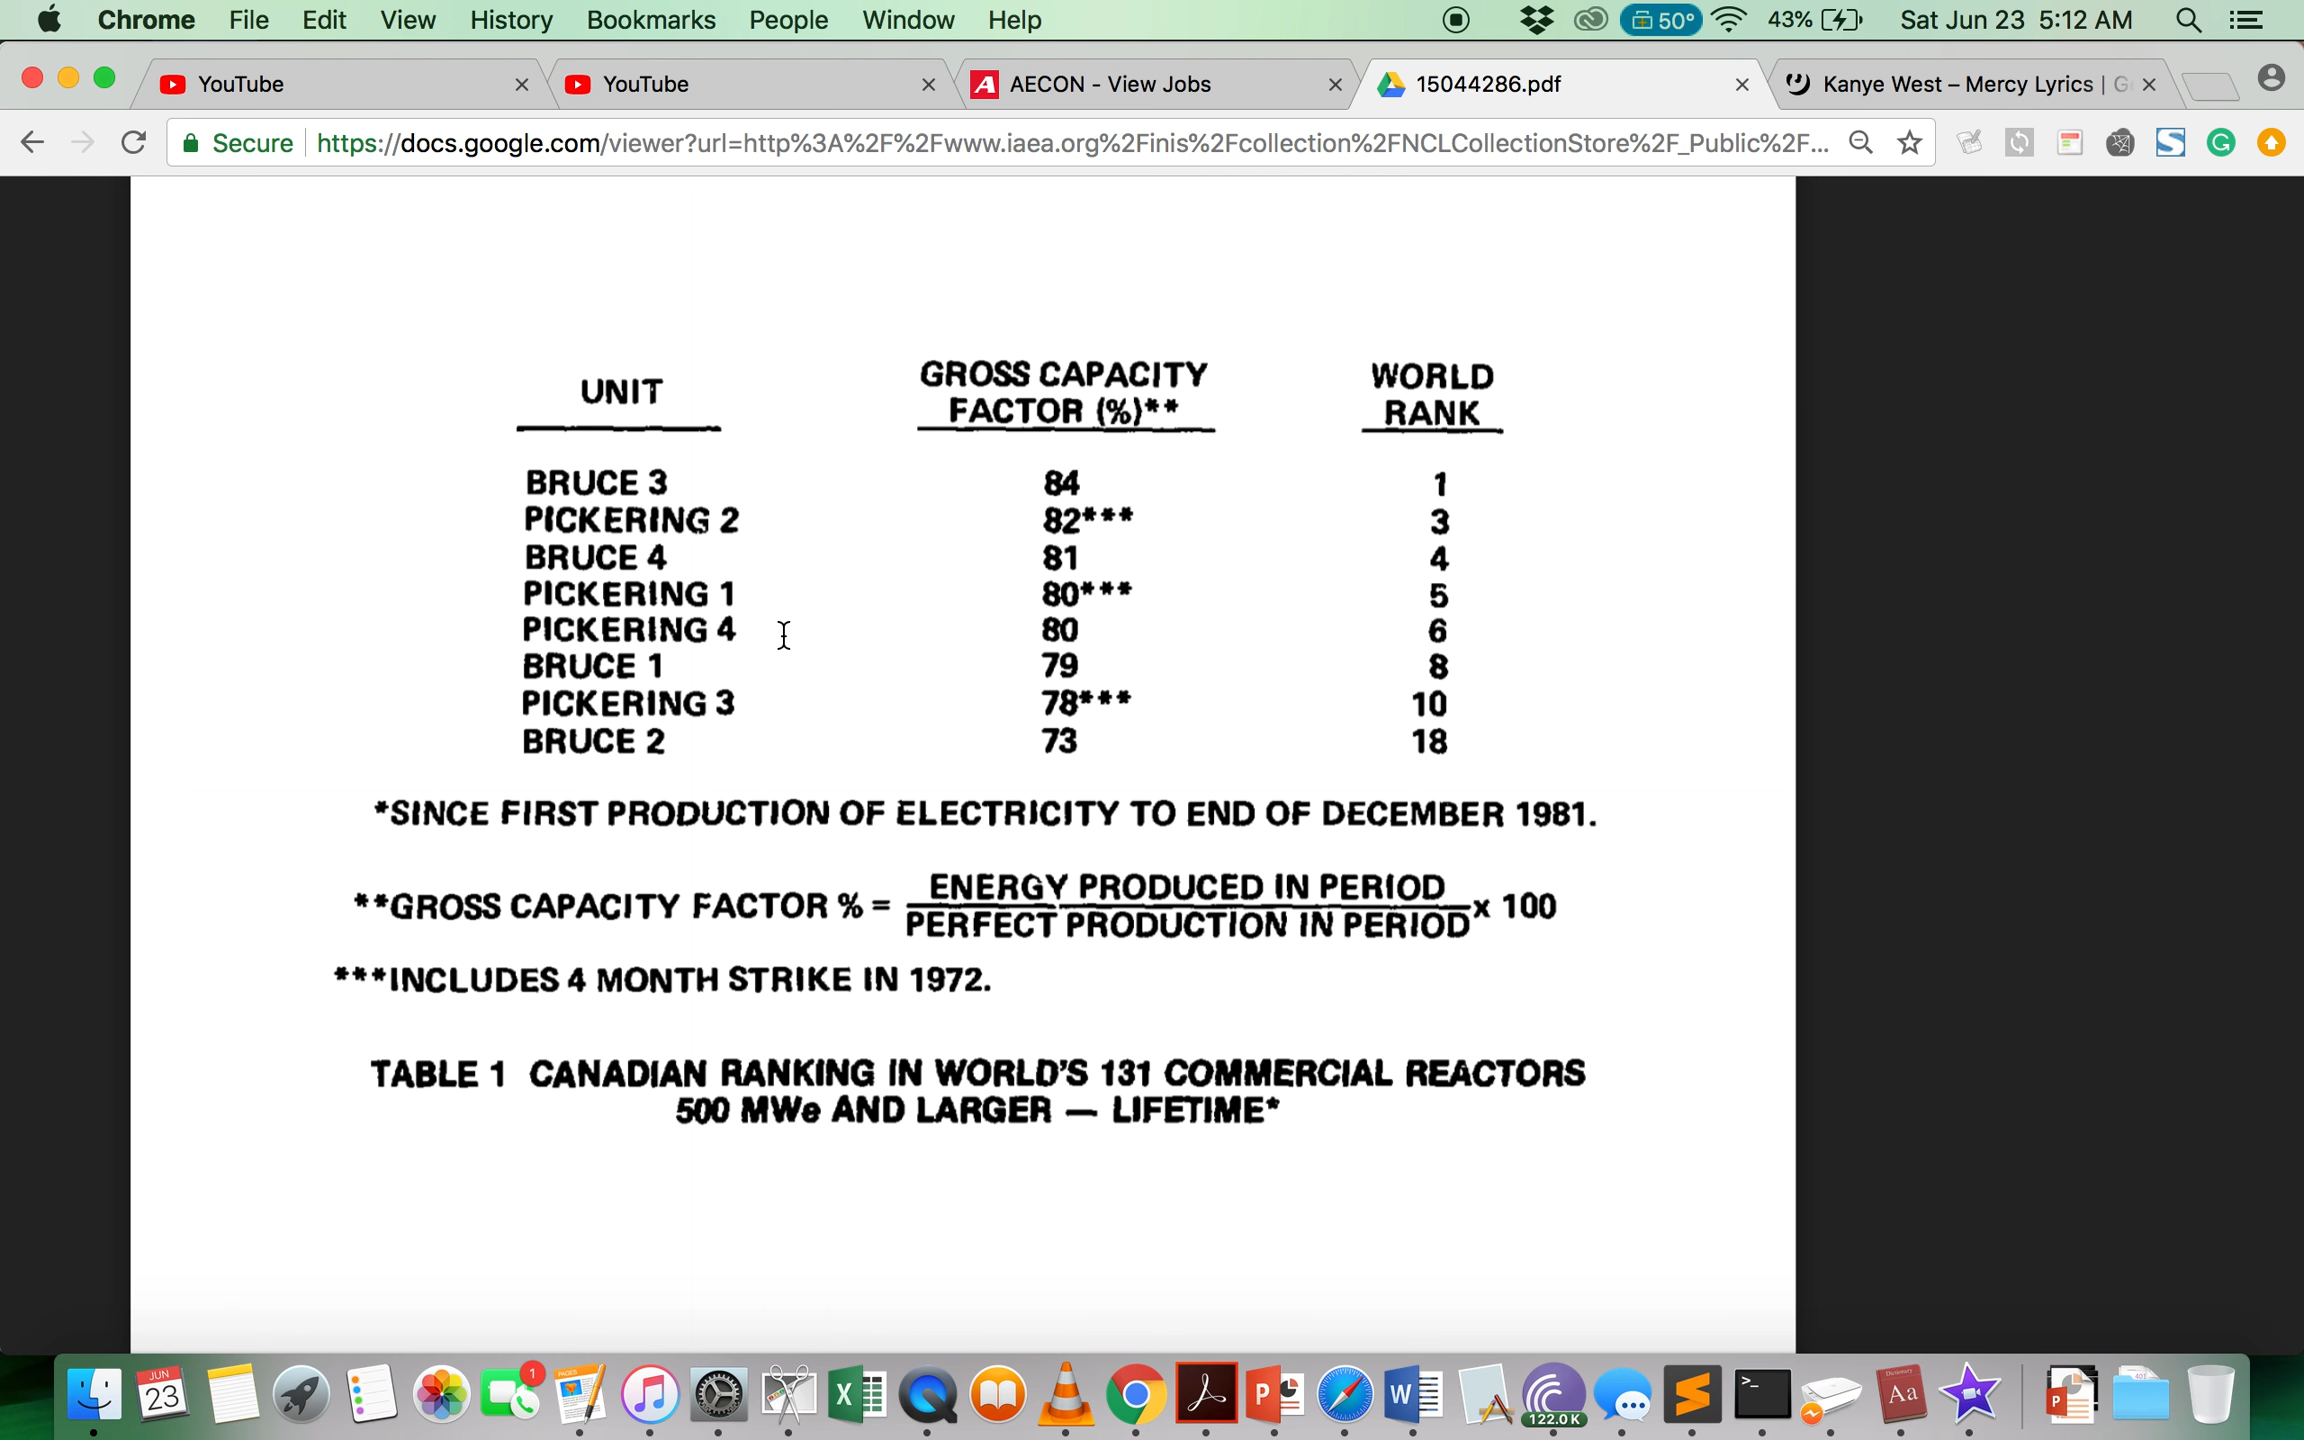 Chrome File Edit View History Bookmarks People Window Help 50° 43% Sat Jun 23 5:12 AM
YouTube YouTube AECON - View Jobs 15044286.pdf Kanye West – Mercy Lyrics |
Secure https://docs.google.com/viewer?url=http%3A%2F%2Fwww.iaea.org%2Finis%2Fcollection%2FNCLCollectionStore%2F_Public%2F...
UNIT GROSS CAPACITY FACTOR (%)** WORLD RANK
BRUCE 3 84 1
PICKERING 2 82*** 3
BRUCE 4 81 4
PICKERING 1 80*** 5
PICKERING 4 80 6
BRUCE 1 79 8
PICKERING 3 78*** 10
BRUCE 2 73 18
*SINCE FIRST PRODUCTION OF ELECTRICITY TO END OF DECEMBER 1981.
**GROSS CAPACITY FACTOR % = ENERGY PRODUCED IN PERIOD
PERFECT PRODUCTION IN PERIOD x 100
***INCLUDES 4 MONTH STRIKE IN 1972.
TABLE 1 CANADIAN RANKING IN WORLD'S 131 COMMERCIAL REACTORS
500 MWe AND LARGER — LIFETIME*
JUN
23
1
PAGES
122.0 K
Aa
401